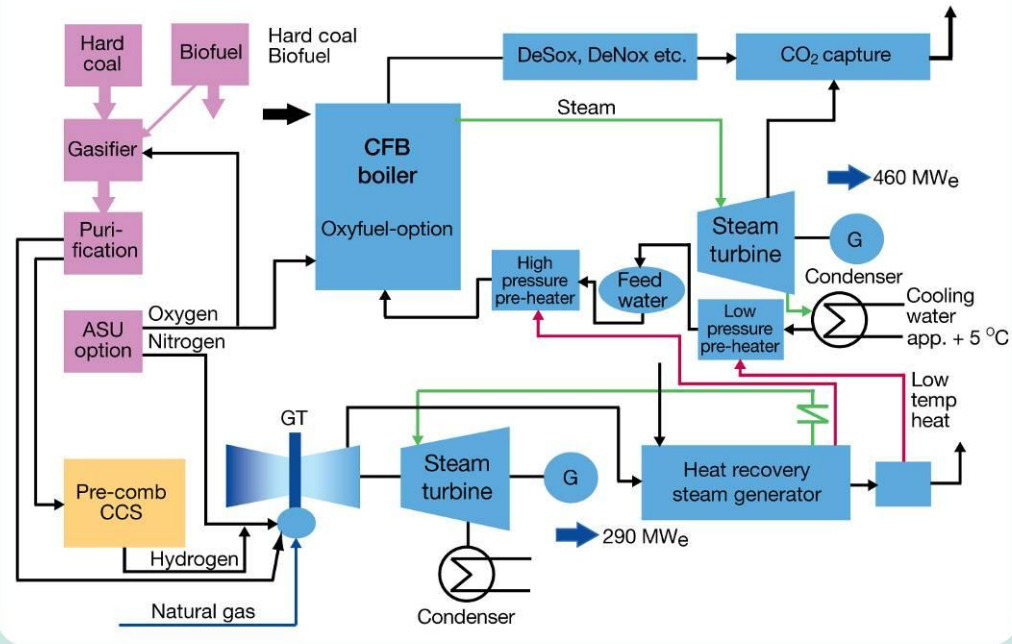 Hard
coal
Biofuel
Hard coal
Biofuel
DeSox, DeNox etc.
CO₂ capture
Steam
Gasifier
CFB
boiler
Oxyfuel-option
460 MWe
Puri-
fication
Steam
turbine
G
High
pressure
pre-heater
Feed
water
Condenser
Low
pressure
pre-heater
Cooling
water
app. + 5 °C
ASU
option
Oxygen
Nitrogen
Low
temp
heat
GT
Steam
turbine
G
Heat recovery
steam generator
Pre-comb
CCS
290 MWe
Hydrogen
Natural gas
Condenser